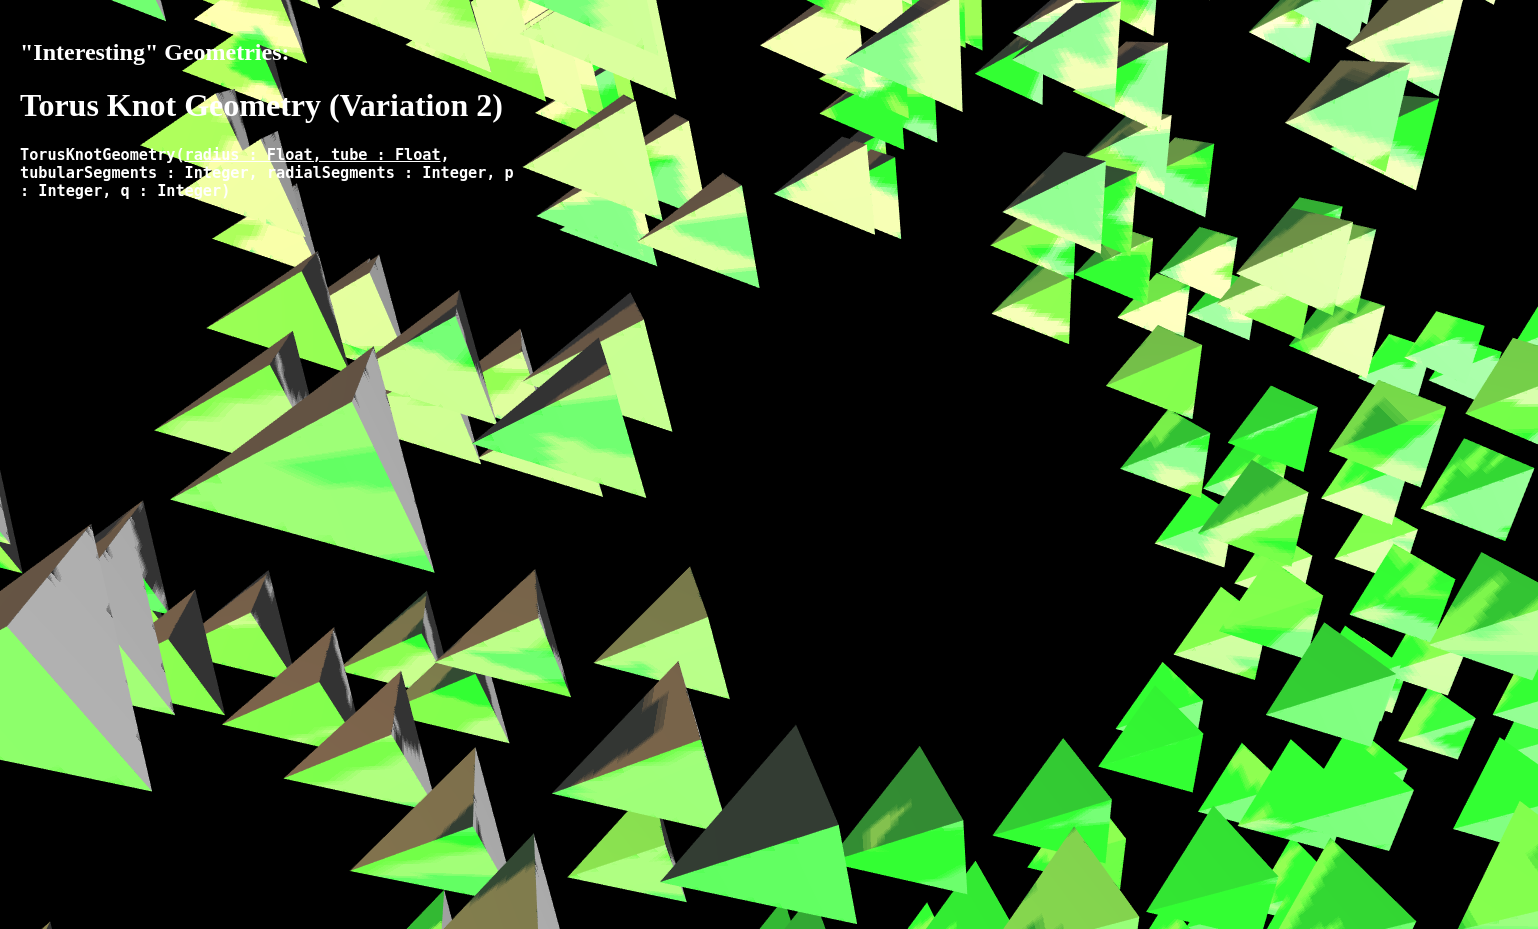 "Interesting" Geometries:
Torus Knot Geometry (Variation 2)
TorusKnotGeometry(radius : Float, tube : Float,
tubularSegments : Integer, radialSegments : Integer, p
: Integer, q : Integer)